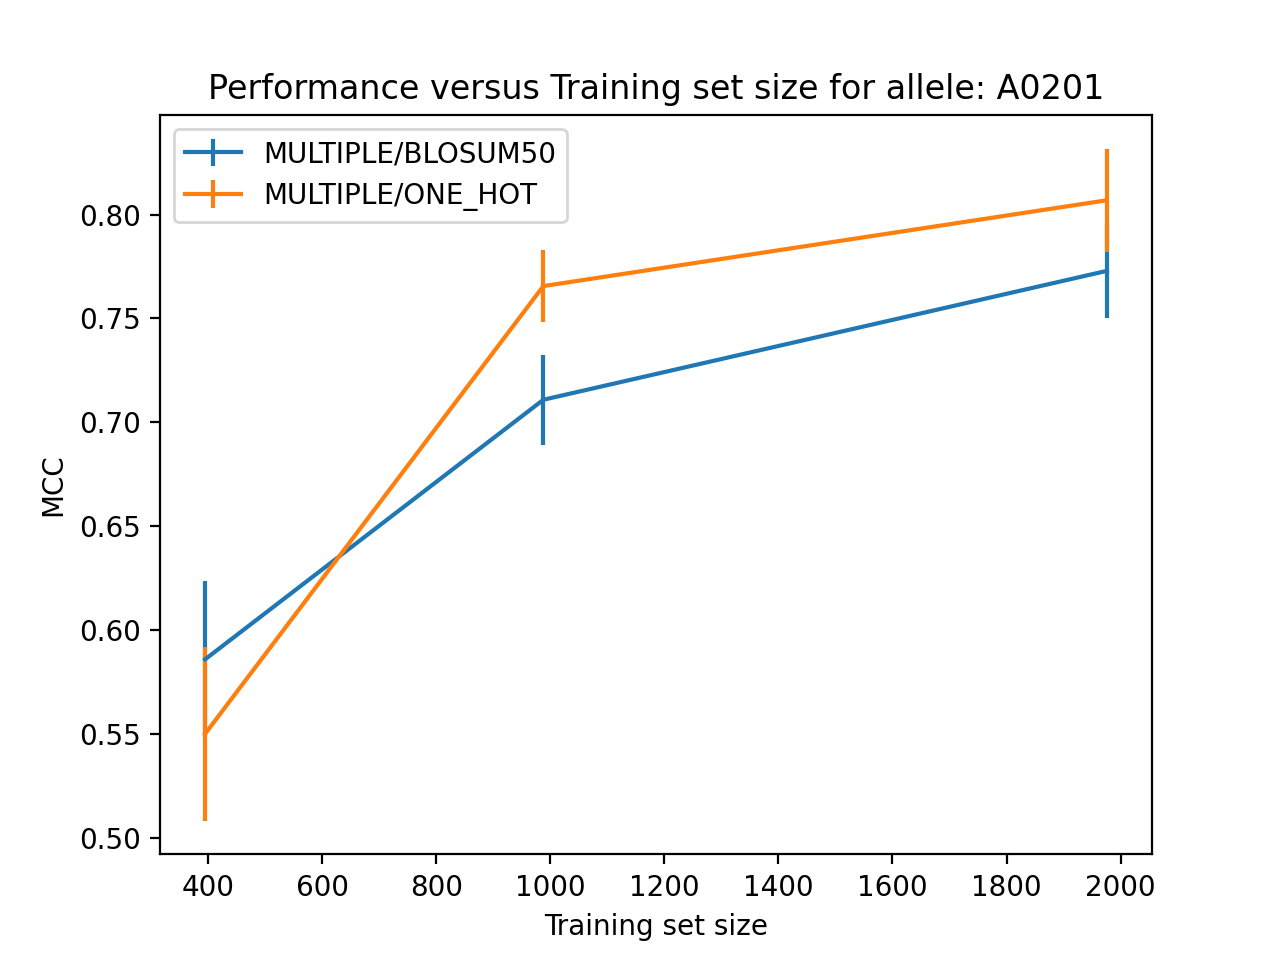 Performance versus Training set size for allele: A0201
MULTIPLE/BLOSUM50
MULTIPLE/ONE_HOT
0.80
0.75
0.70
0.65
0.60
0.55
0.50
MCC
400 600 800 1000 1200 1400 1600 1800 2000
Training set size